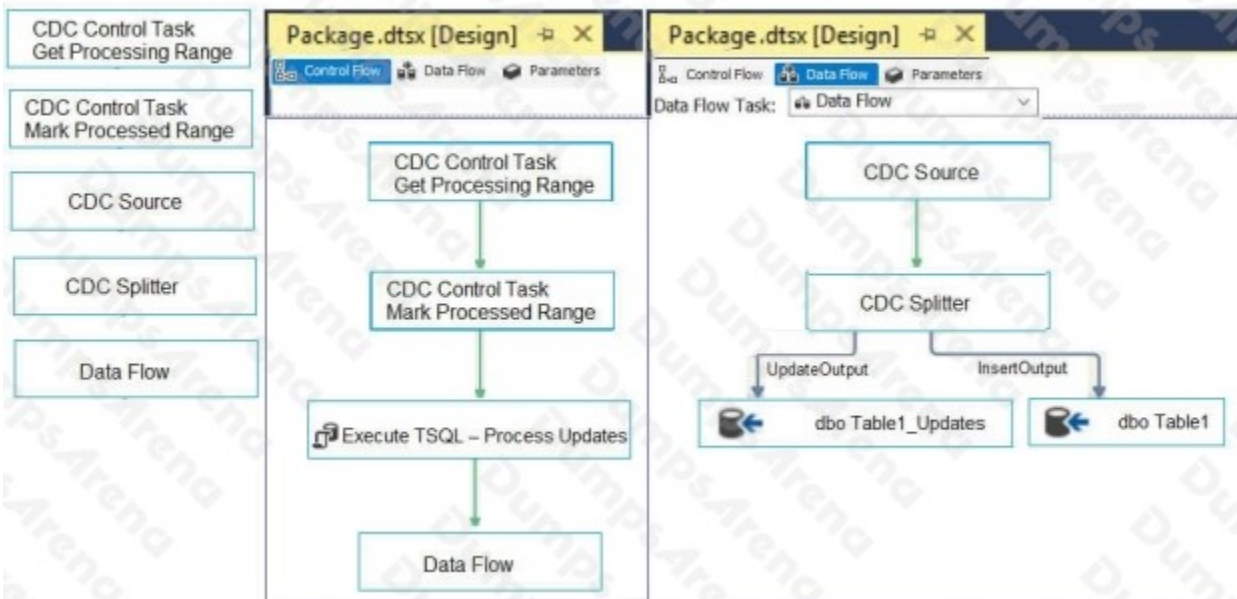 CDC Control Task
Get Processing Range
CDC Control Task
Mark Processed Range
CDC Source
CDC Splitter
Data Flow
Package.dtsx [Design]
Control Flow
Data Flow
Parameters
CDC Control Task
Get Processing Range
CDC Control Task
Mark Processed Range
Execute TSQL – Process Updates
Data Flow
Package.dtsx [Design]
Control Flow
Data Flow
Parameters
Data Flow Task:
Data Flow
CDC Source
CDC Splitter
UpdateOutput
InsertOutput
dbo Table1_Updates
dbo Table1
DumpsArena